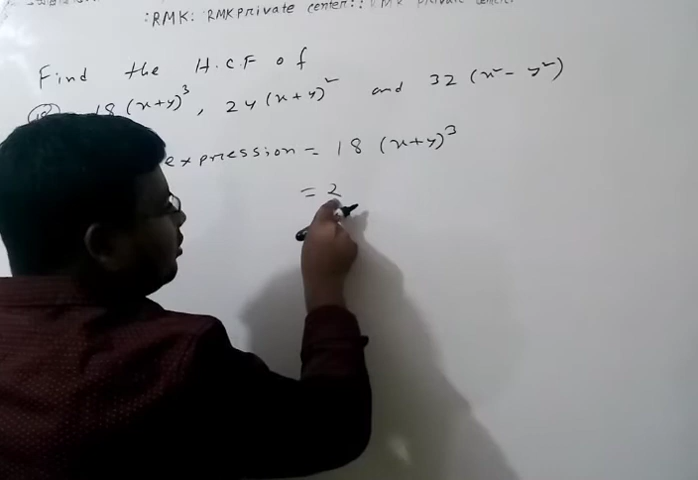 :RMK: RMK private center::
Find the H.C.F of
18(x+y)³, 24(x+y)² and 32(x²-y²)
expression = 18 (x+y)³
= 2